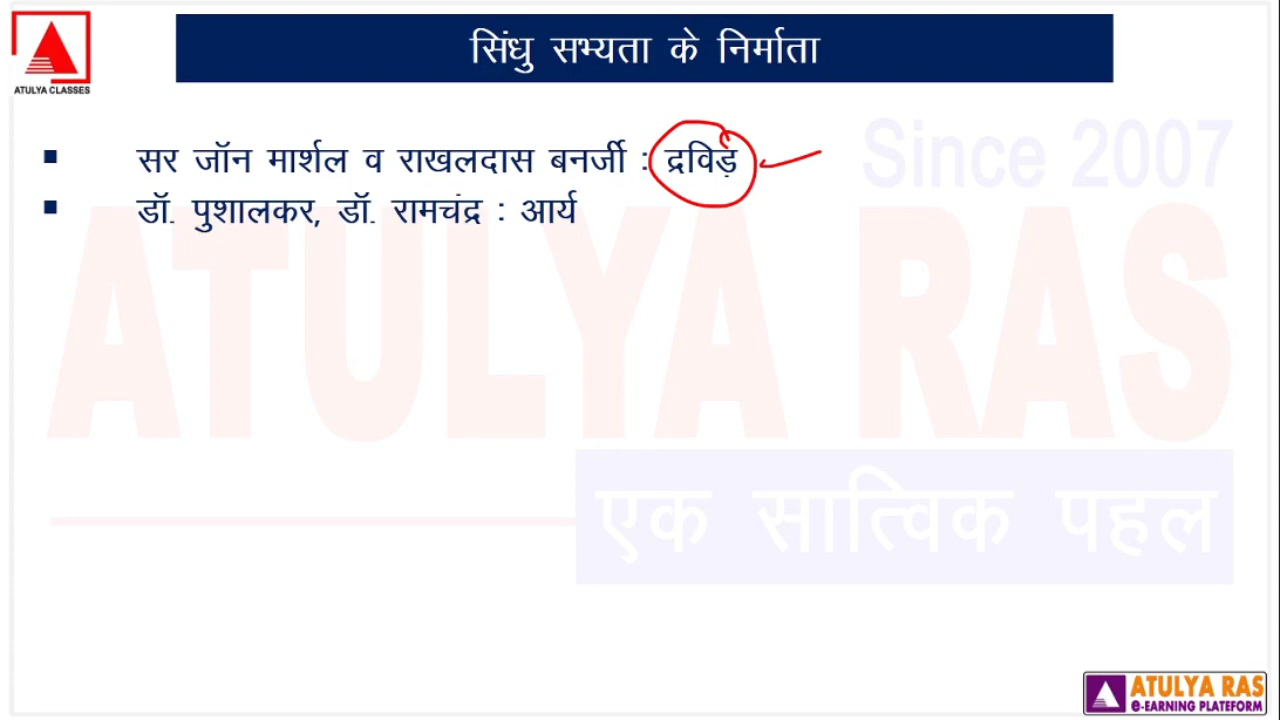 ATULYA CLASSES
सिंधु सभ्यता के निर्माता
Since 2007
▪ सर जॉन मार्शल व राखलदास बनर्जी : द्रविड़
▪ डॉ. पुशालकर, डॉ. रामचंद्र : आर्य
ATULYA RAS
एक सात्विक पहल
ATULYA RAS
e-EARNING PLATEFORM